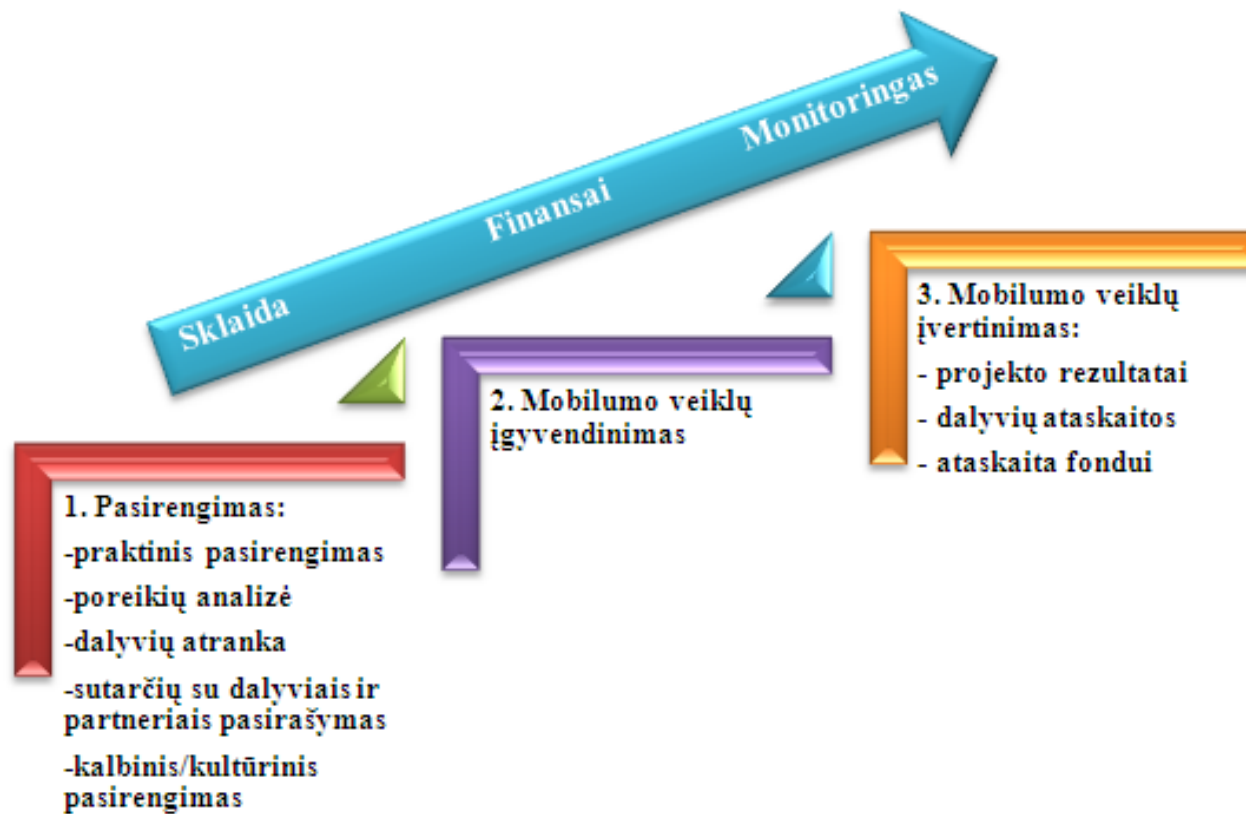 Sklaida
Finansai
Monitoringas
1. Pasirengimas:
-praktinis pasirengimas
-poreikių analizė
-dalyvių atranka
-sutarčių su dalyviais ir
partneriais pasirašymas
-kalbinis/kultūrinis
pasirengimas
2. Mobilumo veiklų
įgyvendinimas
3. Mobilumo veiklų
įvertinimas:
- projekto rezultatai
- dalyvių ataskaitos
- ataskaita fondui